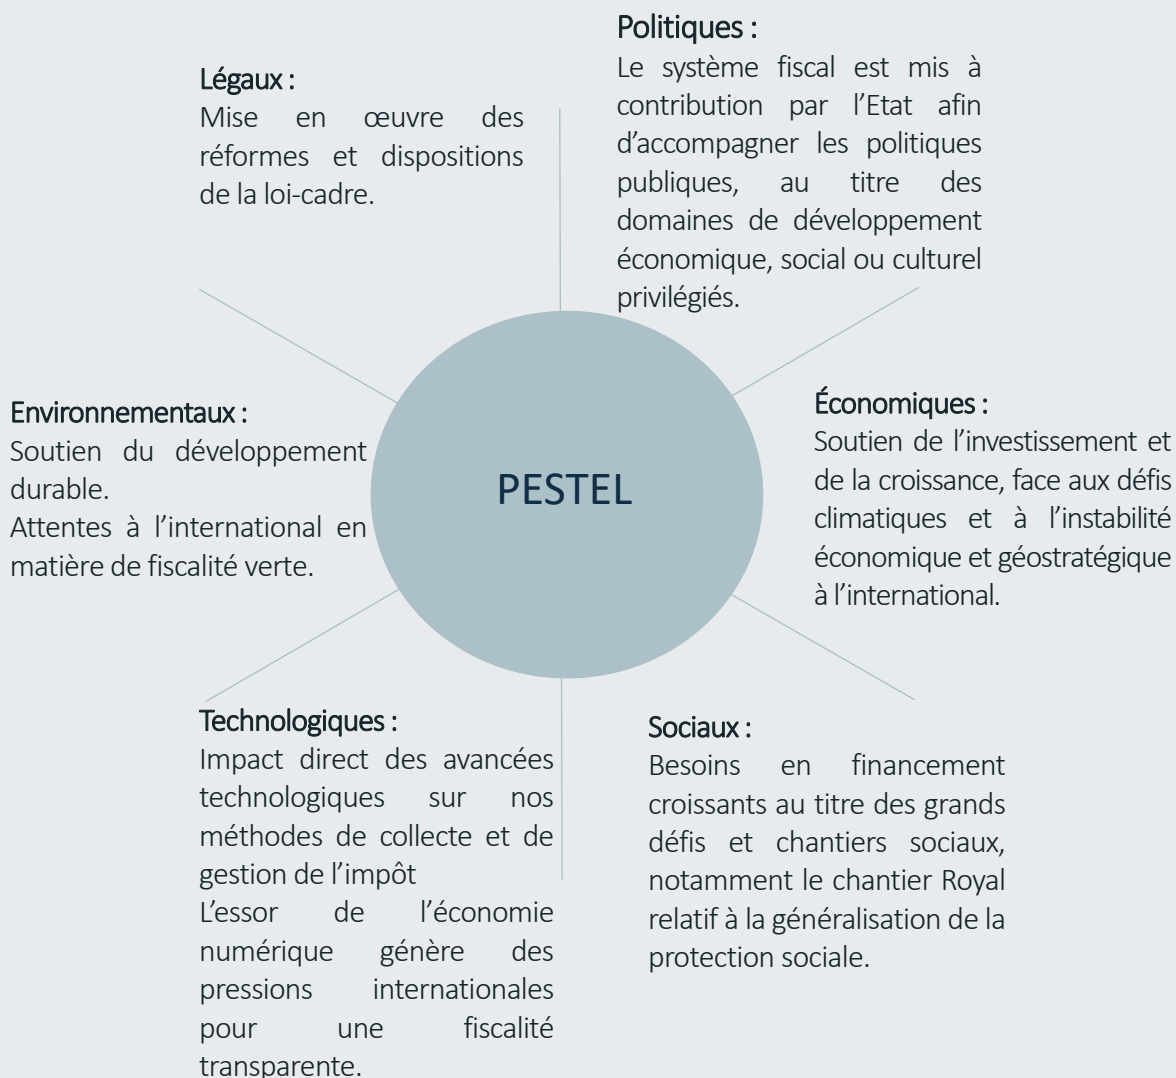 Politiques :
Le système fiscal est mis à
contribution par l’Etat afin
d’accompagner les politiques
publiques, au titre des
domaines de développement
économique, social ou culturel
privilégiés.
Légaux :
Mise en œuvre des
réformes et dispositions
de la loi-cadre.
Environnementaux :
Soutien du développement
durable.
Attentes à l’international en
matière de fiscalité verte.
PESTEL
Économiques :
Soutien de l’investissement et
de la croissance, face aux défis
climatiques et à l’instabilité
économique et géostratégique
à l’international.
Technologiques :
Impact direct des avancées
technologiques sur nos
méthodes de collecte et de
gestion de l’impôt
L’essor de l’économie
numérique génère des
pressions internationales
pour une fiscalité
transparente.
Sociaux :
Besoins en financement
croissants au titre des grands
défis et chantiers sociaux,
notamment le chantier Royal
relatif à la généralisation de la
protection sociale.